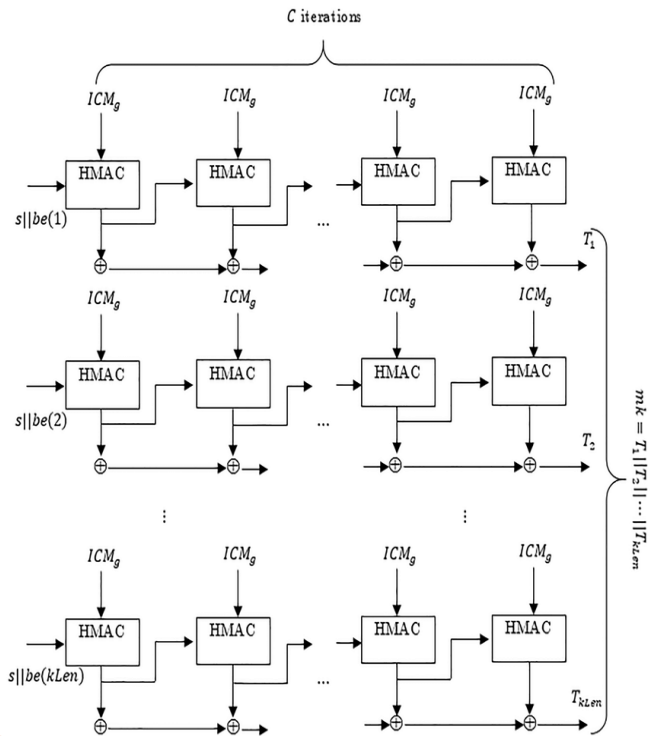 C iterations
ICM_g ICM_g ICM_g ICM_g
HMAC HMAC HMAC HMAC
s||be(1)
...
T_1
⊕ ⊕ ⊕ ⊕
ICM_g ICM_g ICM_g ICM_g
HMAC HMAC HMAC HMAC
s||be(2)
...
T_2
⊕ ⊕ ⊕ ⊕
mk = T_1||T_2|| ⋯ ||T_kLen
⋮ ⋮
ICM_g ICM_g ICM_g ICM_g
HMAC HMAC HMAC HMAC
s||be(kLen)
...
T_kLen
⊕ ⊕ ⊕ ⊕